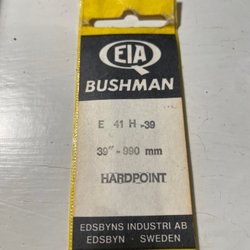 EIA
BUSHMAN
E 41 H -39
39" - 990 mm
HARDPOINT
EDSBYNS INDUSTRI AB
EDSBYN · SWEDEN